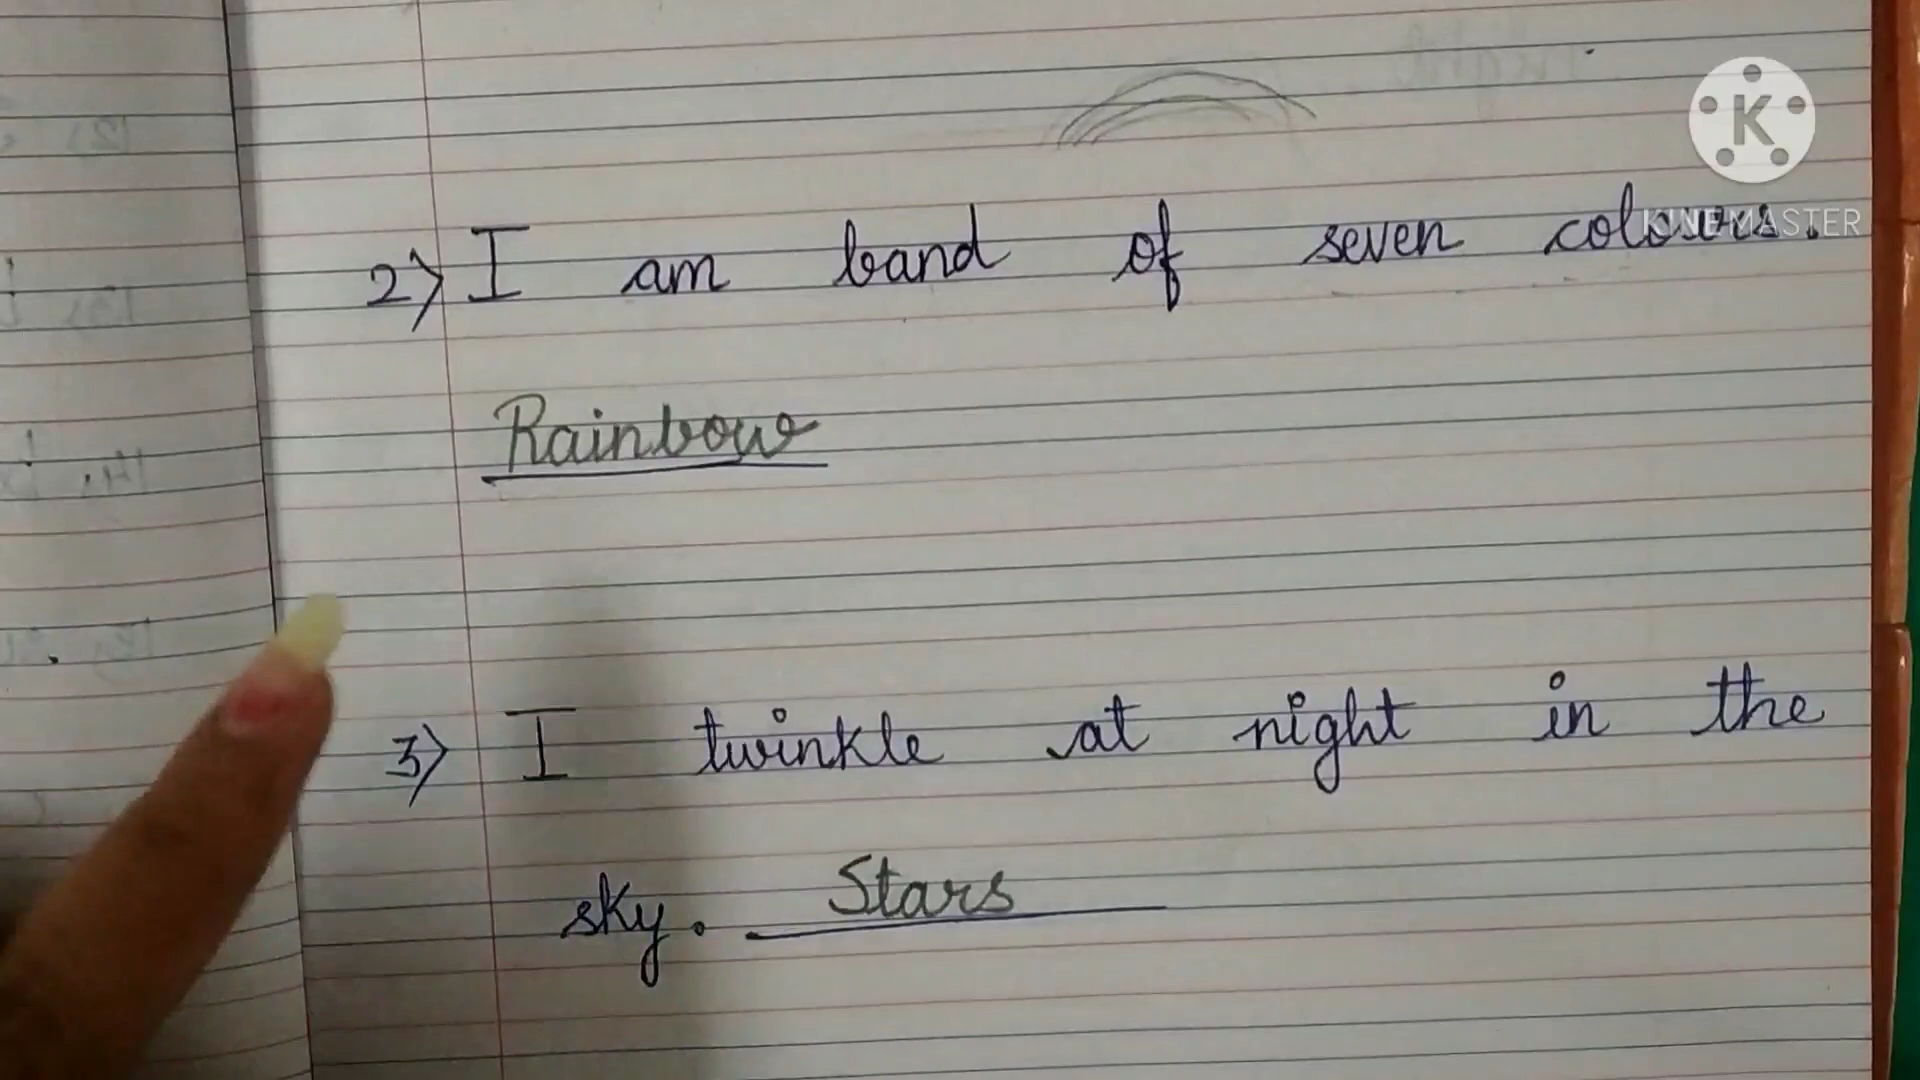 K
KINEMASTER
2) I am band of seven colours.
Rainbow
3) I twinkle at night in the
sky. Stars